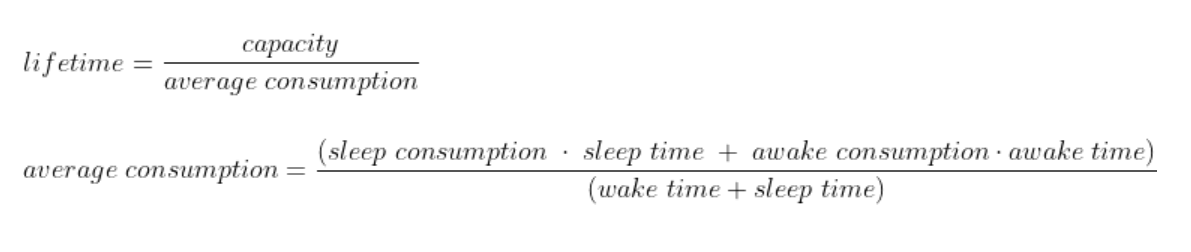 lifetime = capacity / average consumption
average consumption = (sleep consumption · sleep time + awake consumption · awake time) / (wake time + sleep time)